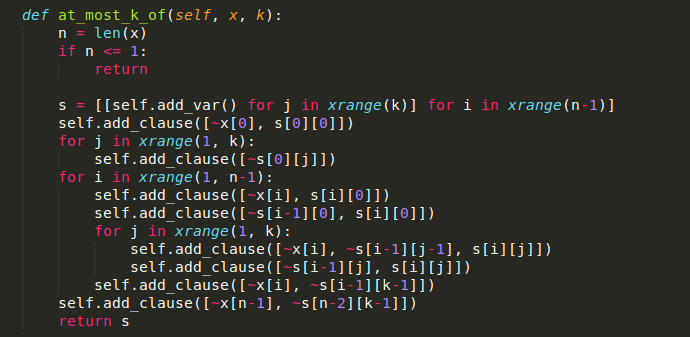 def at_most_k_of(self, x, k):
    n = len(x)
    if n <= 1:
        return

    s = [[self.add_var() for j in xrange(k)] for i in xrange(n-1)]
    self.add_clause([~x[0], s[0][0]])
    for j in xrange(1, k):
        self.add_clause([~s[0][j]])
    for i in xrange(1, n-1):
        self.add_clause([~x[i], s[i][0]])
        self.add_clause([~s[i-1][0], s[i][0]])
        for j in xrange(1, k):
            self.add_clause([~x[i], ~s[i-1][j-1], s[i][j]])
            self.add_clause([~s[i-1][j], s[i][j]])
        self.add_clause([~x[i], ~s[i-1][k-1]])
    self.add_clause([~x[n-1], ~s[n-2][k-1]])
    return s